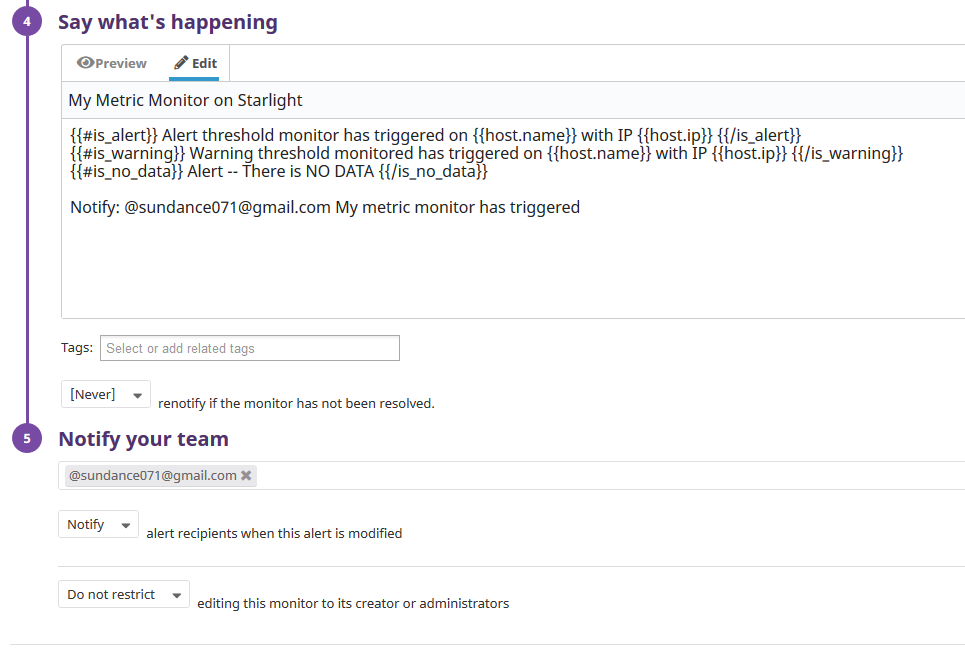 4 Say what's happening
Preview Edit
My Metric Monitor on Starlight
{{#is_alert}} Alert threshold monitor has triggered on {{host.name}} with IP {{host.ip}} {{/is_alert}}
{{#is_warning}} Warning threshold monitored has triggered on {{host.name}} with IP {{host.ip}} {{/is_warning}}
{{#is_no_data}} Alert -- There is NO DATA {{/is_no_data}}
Notify: @sundance071@gmail.com My metric monitor has triggered
Tags: Select or add related tags
[Never] renotify if the monitor has not been resolved.
5 Notify your team
@sundance071@gmail.com
Notify alert recipients when this alert is modified
Do not restrict editing this monitor to its creator or administrators